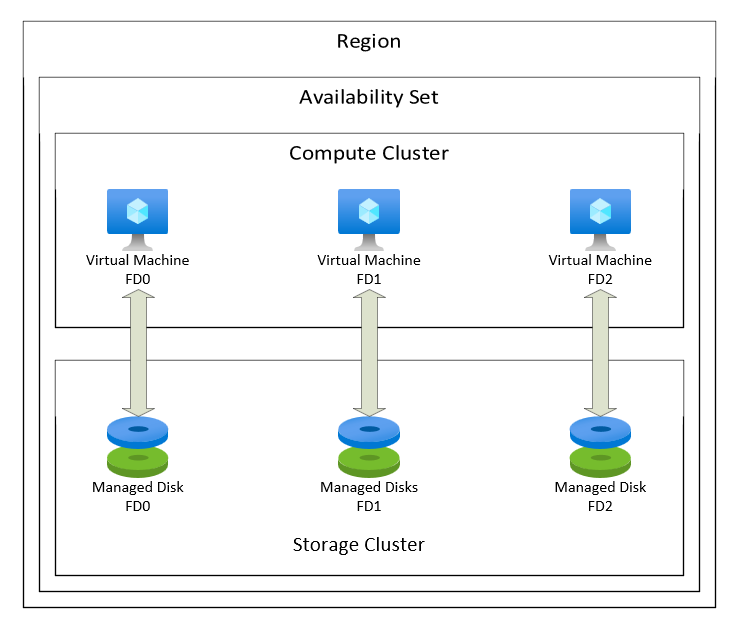 Region
Availability Set
Compute Cluster
Virtual Machine
FD0
Virtual Machine
FD1
Virtual Machine
FD2
Managed Disk
FD0
Managed Disks
FD1
Managed Disk
FD2
Storage Cluster